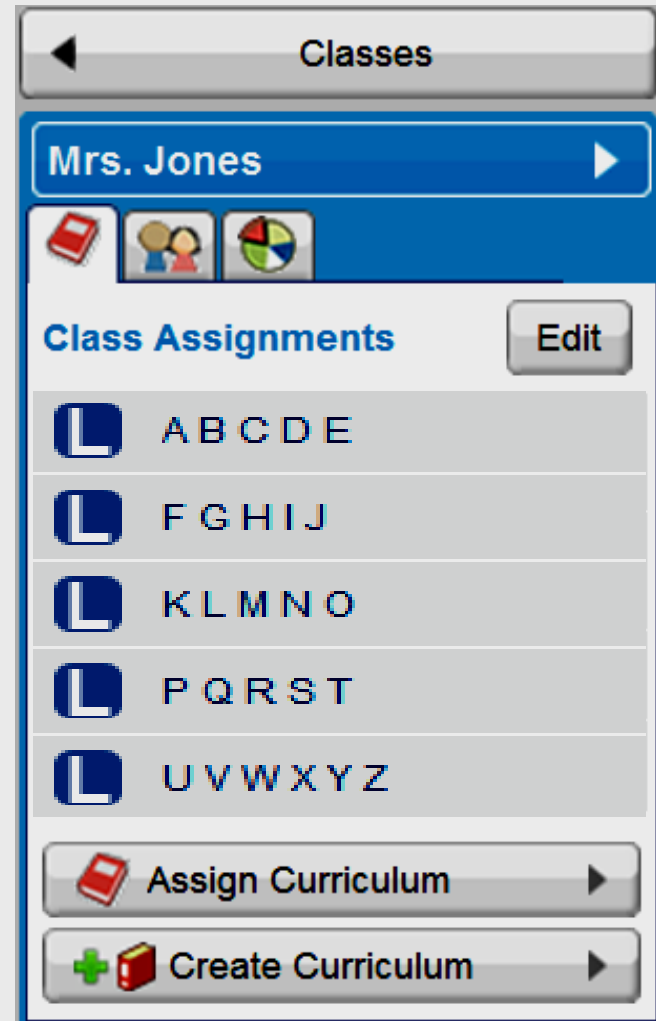 Classes
Mrs. Jones
Class Assignments Edit
L A B C D E
L F G H I J
L K L M N O
L P Q R S T
L U V W X Y Z
Assign Curriculum
Create Curriculum